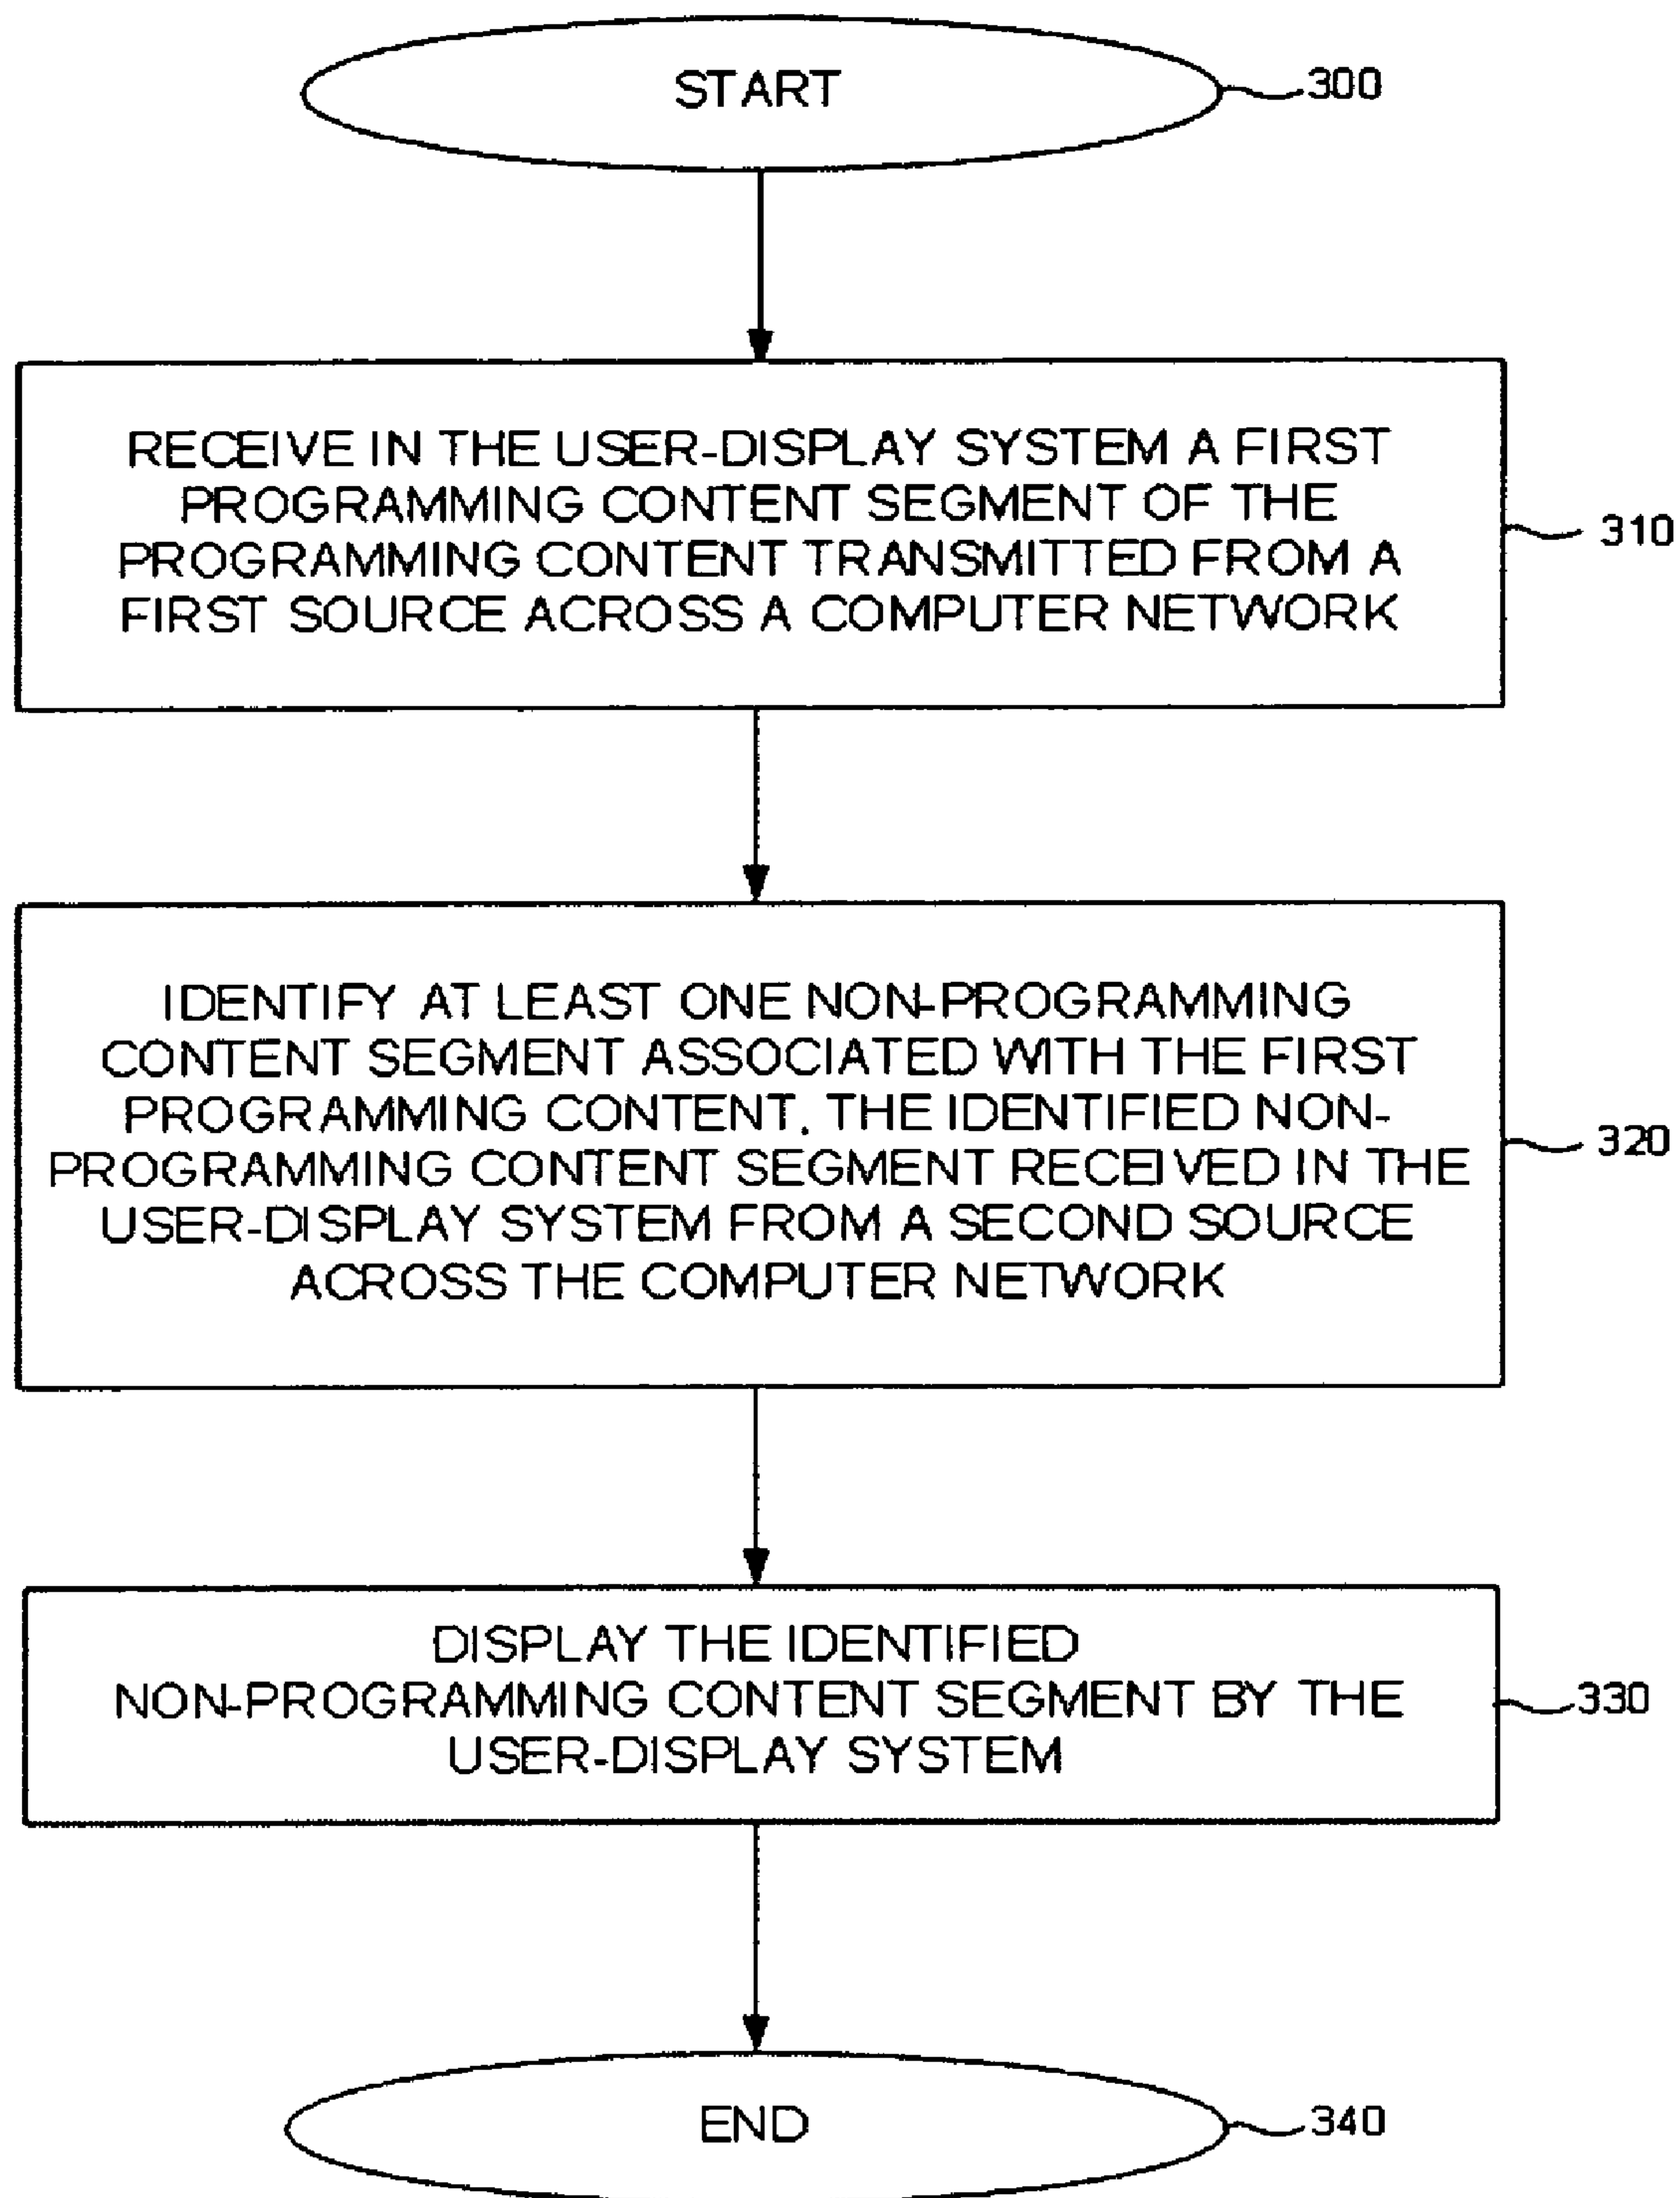 START
300
RECEIVE IN THE USER-DISPLAY SYSTEM A FIRST
PROGRAMMING CONTENT SEGMENT OF THE
PROGRAMMING CONTENT TRANSMITTED FROM A
FIRST SOURCE ACROSS A COMPUTER NETWORK
310
IDENTIFY AT LEAST ONE NON-PROGRAMMING
CONTENT SEGMENT ASSOCIATED WITH THE FIRST
PROGRAMMING CONTENT. THE IDENTIFIED NON-
PROGRAMMING CONTENT SEGMENT RECEIVED IN THE
USER-DISPLAY SYSTEM FROM A SECOND SOURCE
ACROSS THE COMPUTER NETWORK
320
DISPLAY THE IDENTIFIED
NON-PROGRAMMING CONTENT SEGMENT BY THE
USER-DISPLAY SYSTEM
330
END
340